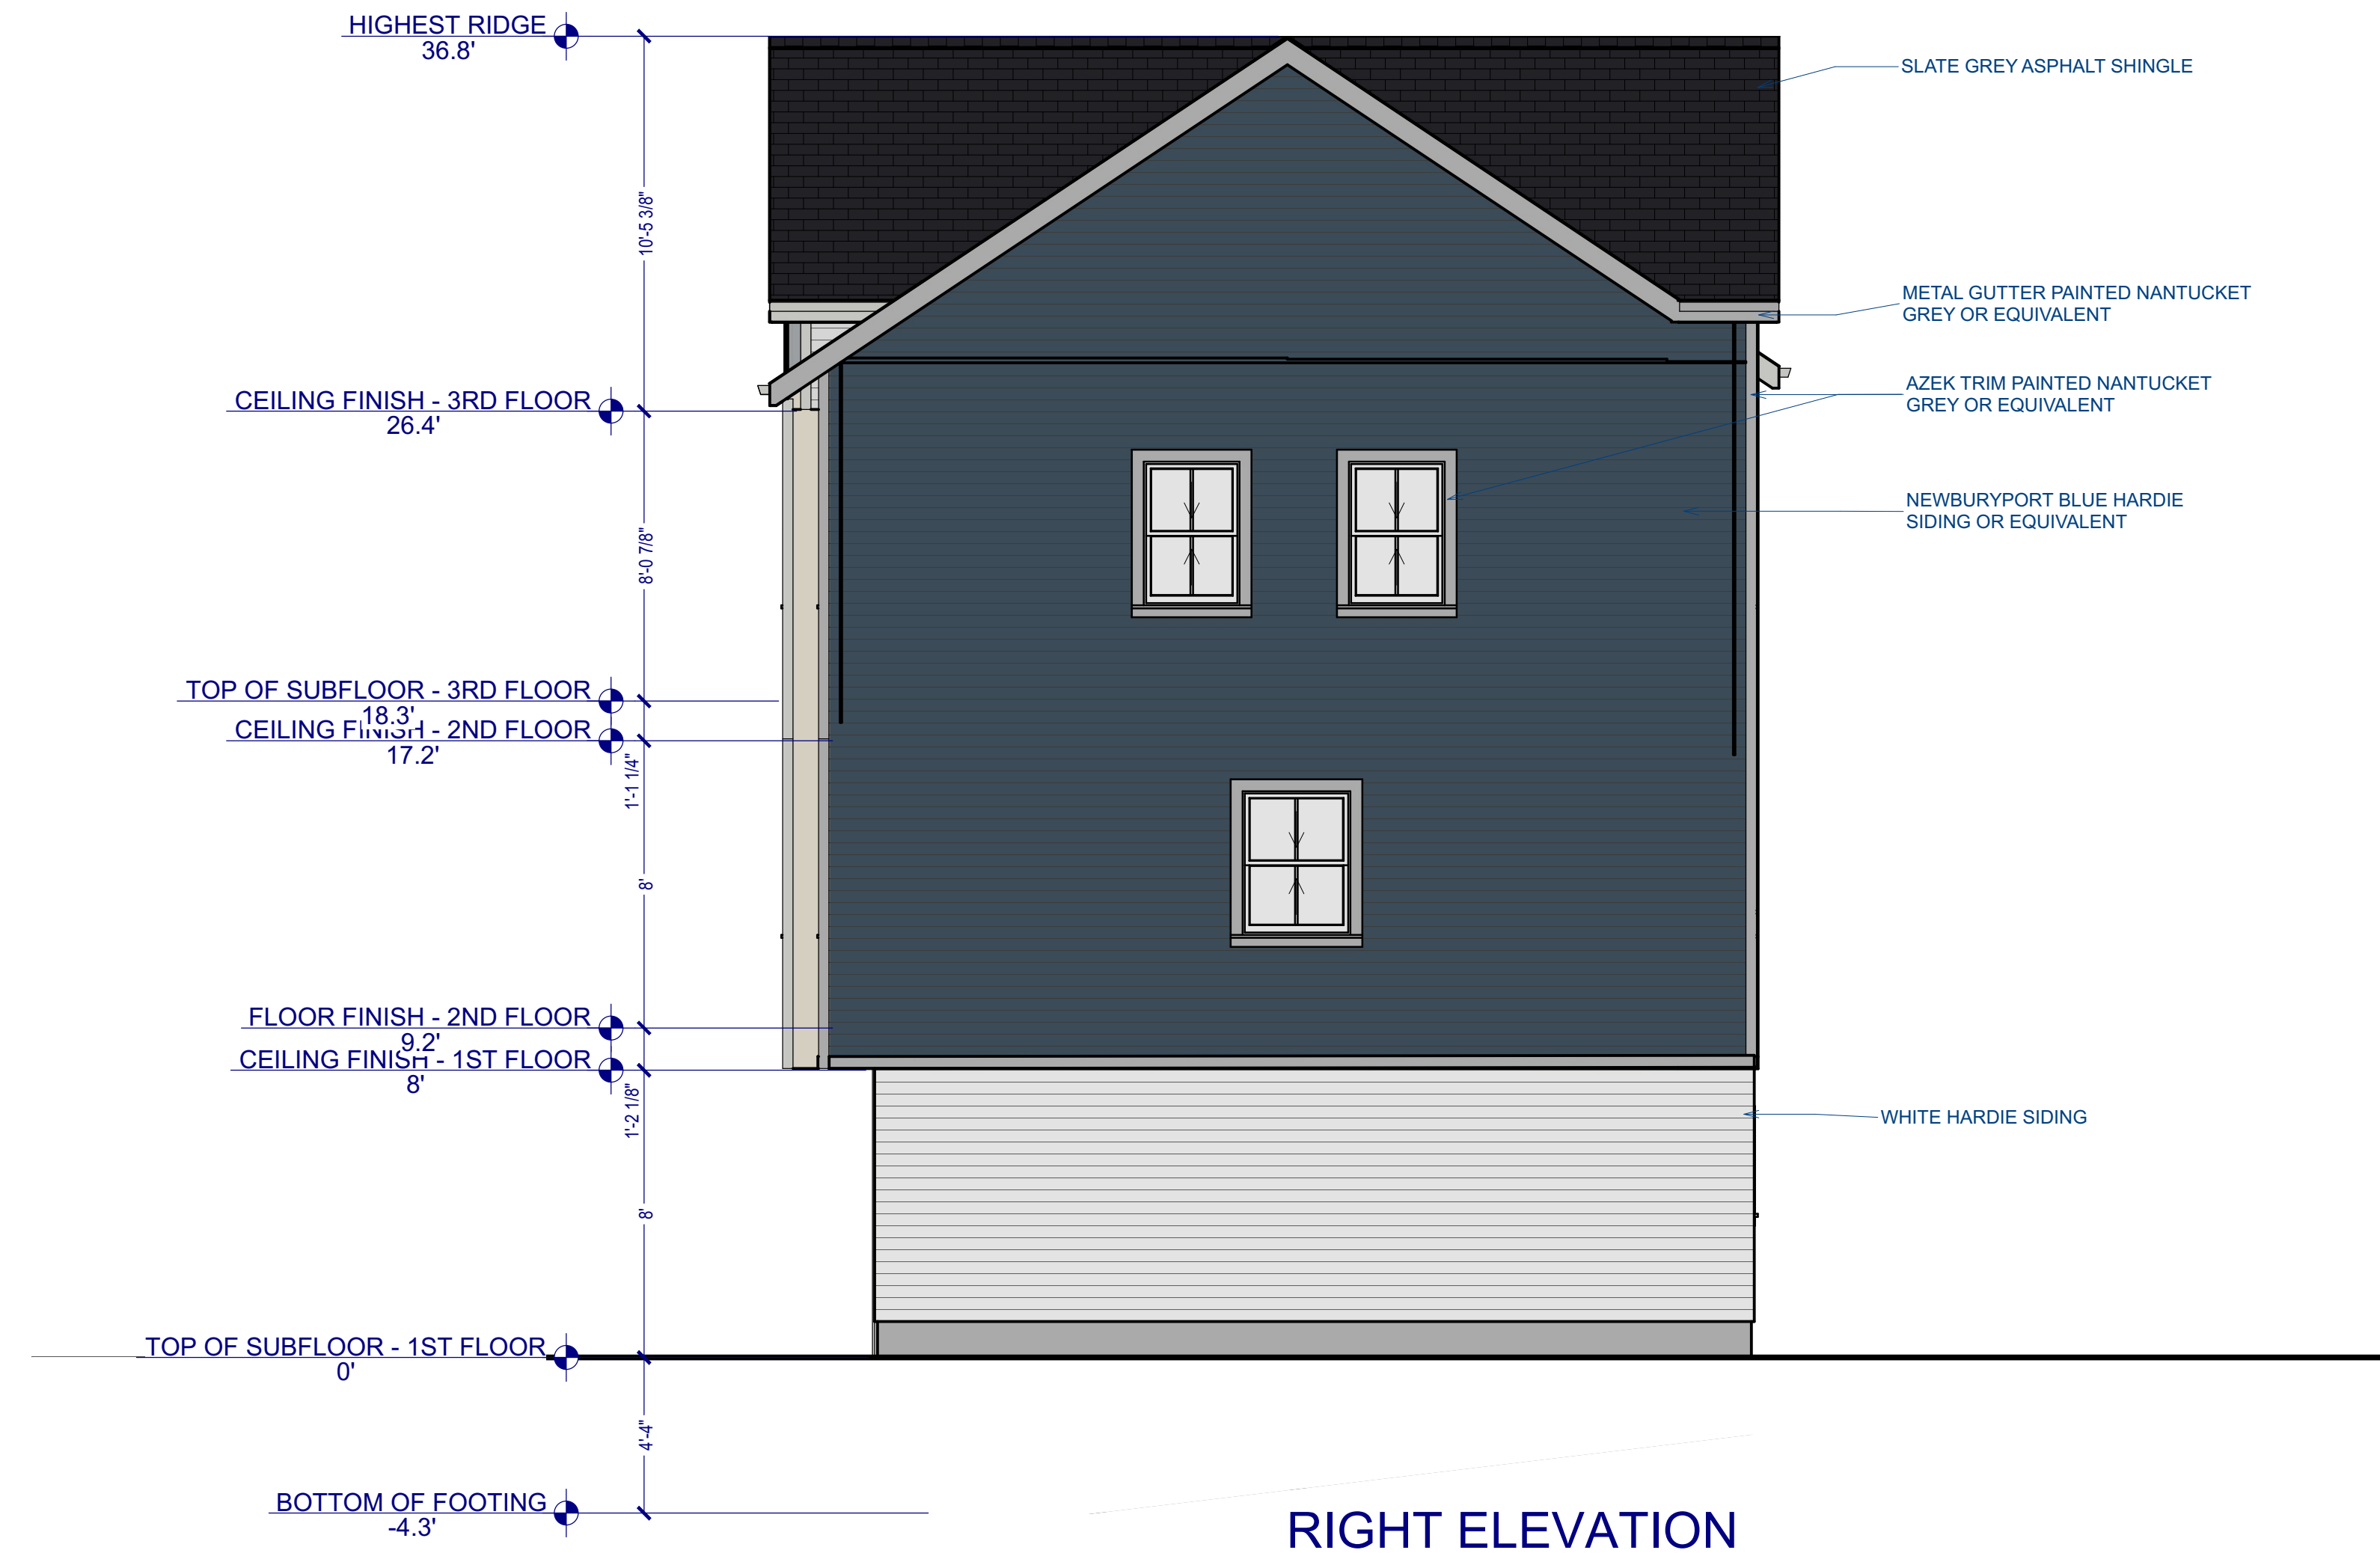 HIGHEST RIDGE
36.8'
SLATE GREY ASPHALT SHINGLE
10'-5 3/8"
METAL GUTTER PAINTED NANTUCKET
GREY OR EQUIVALENT
AZEK TRIM PAINTED NANTUCKET
GREY OR EQUIVALENT
CEILING FINISH - 3RD FLOOR
26.4'
NEWBURYPORT BLUE HARDIE
SIDING OR EQUIVALENT
8'-0 7/8"
TOP OF SUBFLOOR - 3RD FLOOR
18.3'
CEILING FINISH - 2ND FLOOR
17.2'
1'-1 1/4"
8'
FLOOR FINISH - 2ND FLOOR
9.2'
CEILING FINISH - 1ST FLOOR
8'
1'-2 1/8"
WHITE HARDIE SIDING
8'
TOP OF SUBFLOOR - 1ST FLOOR
0'
4'-4"
BOTTOM OF FOOTING
-4.3'
RIGHT ELEVATION